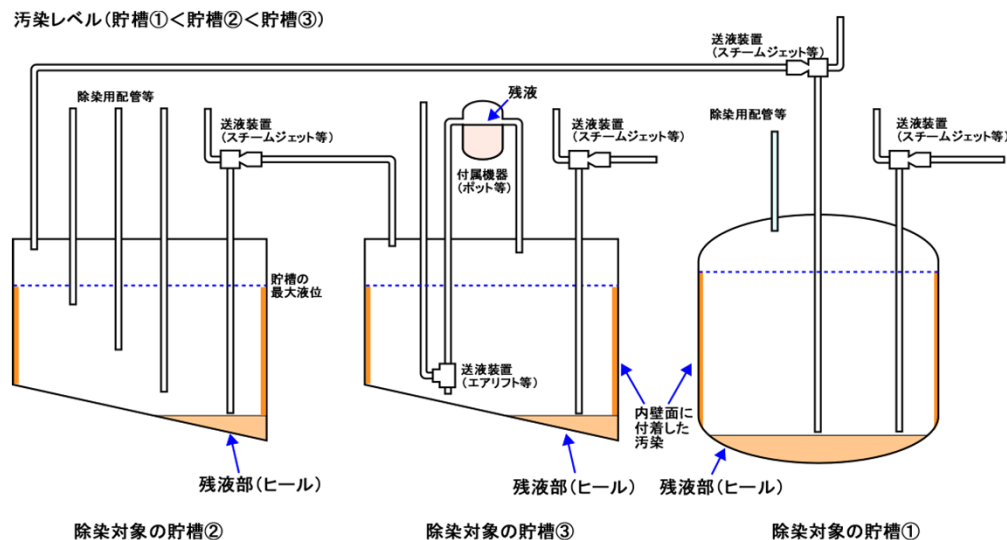 汚染レベル(貯槽①＜貯槽②＜貯槽③)
送液装置
(スチームジェット等)
除染用配管等
送液装置
(スチームジェット等)
残液
付属機器
(ポット等)
送液装置
(スチームジェット等)
除染用配管等
送液装置
(スチームジェット等)
貯槽の
最大液位
送液装置
(エアリフト等)
内壁面に
付着した
汚染
残液部(ヒール)
残液部(ヒール)
残液部(ヒール)
除染対象の貯槽②
除染対象の貯槽③
除染対象の貯槽①